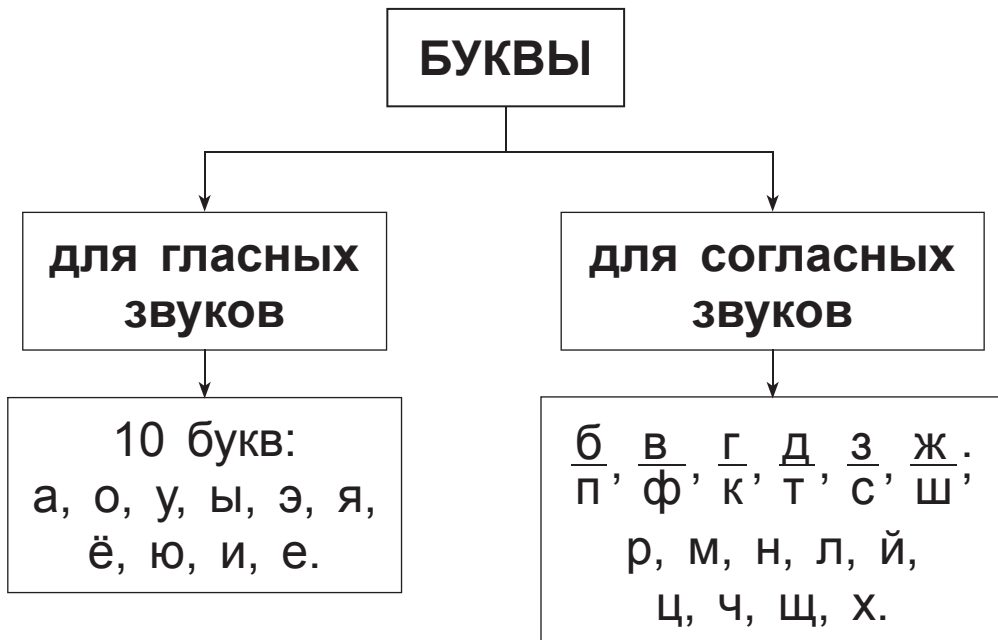 БУКВЫ
для гласных
звуков
10 букв:
а, о, у, ы, э, я,
ё, ю, и, е.
для согласных
звуков
б/п, в/ф, г/к, д/т, з/с, ж/ш;
р, м, н, л, й,
ц, ч, щ, х.